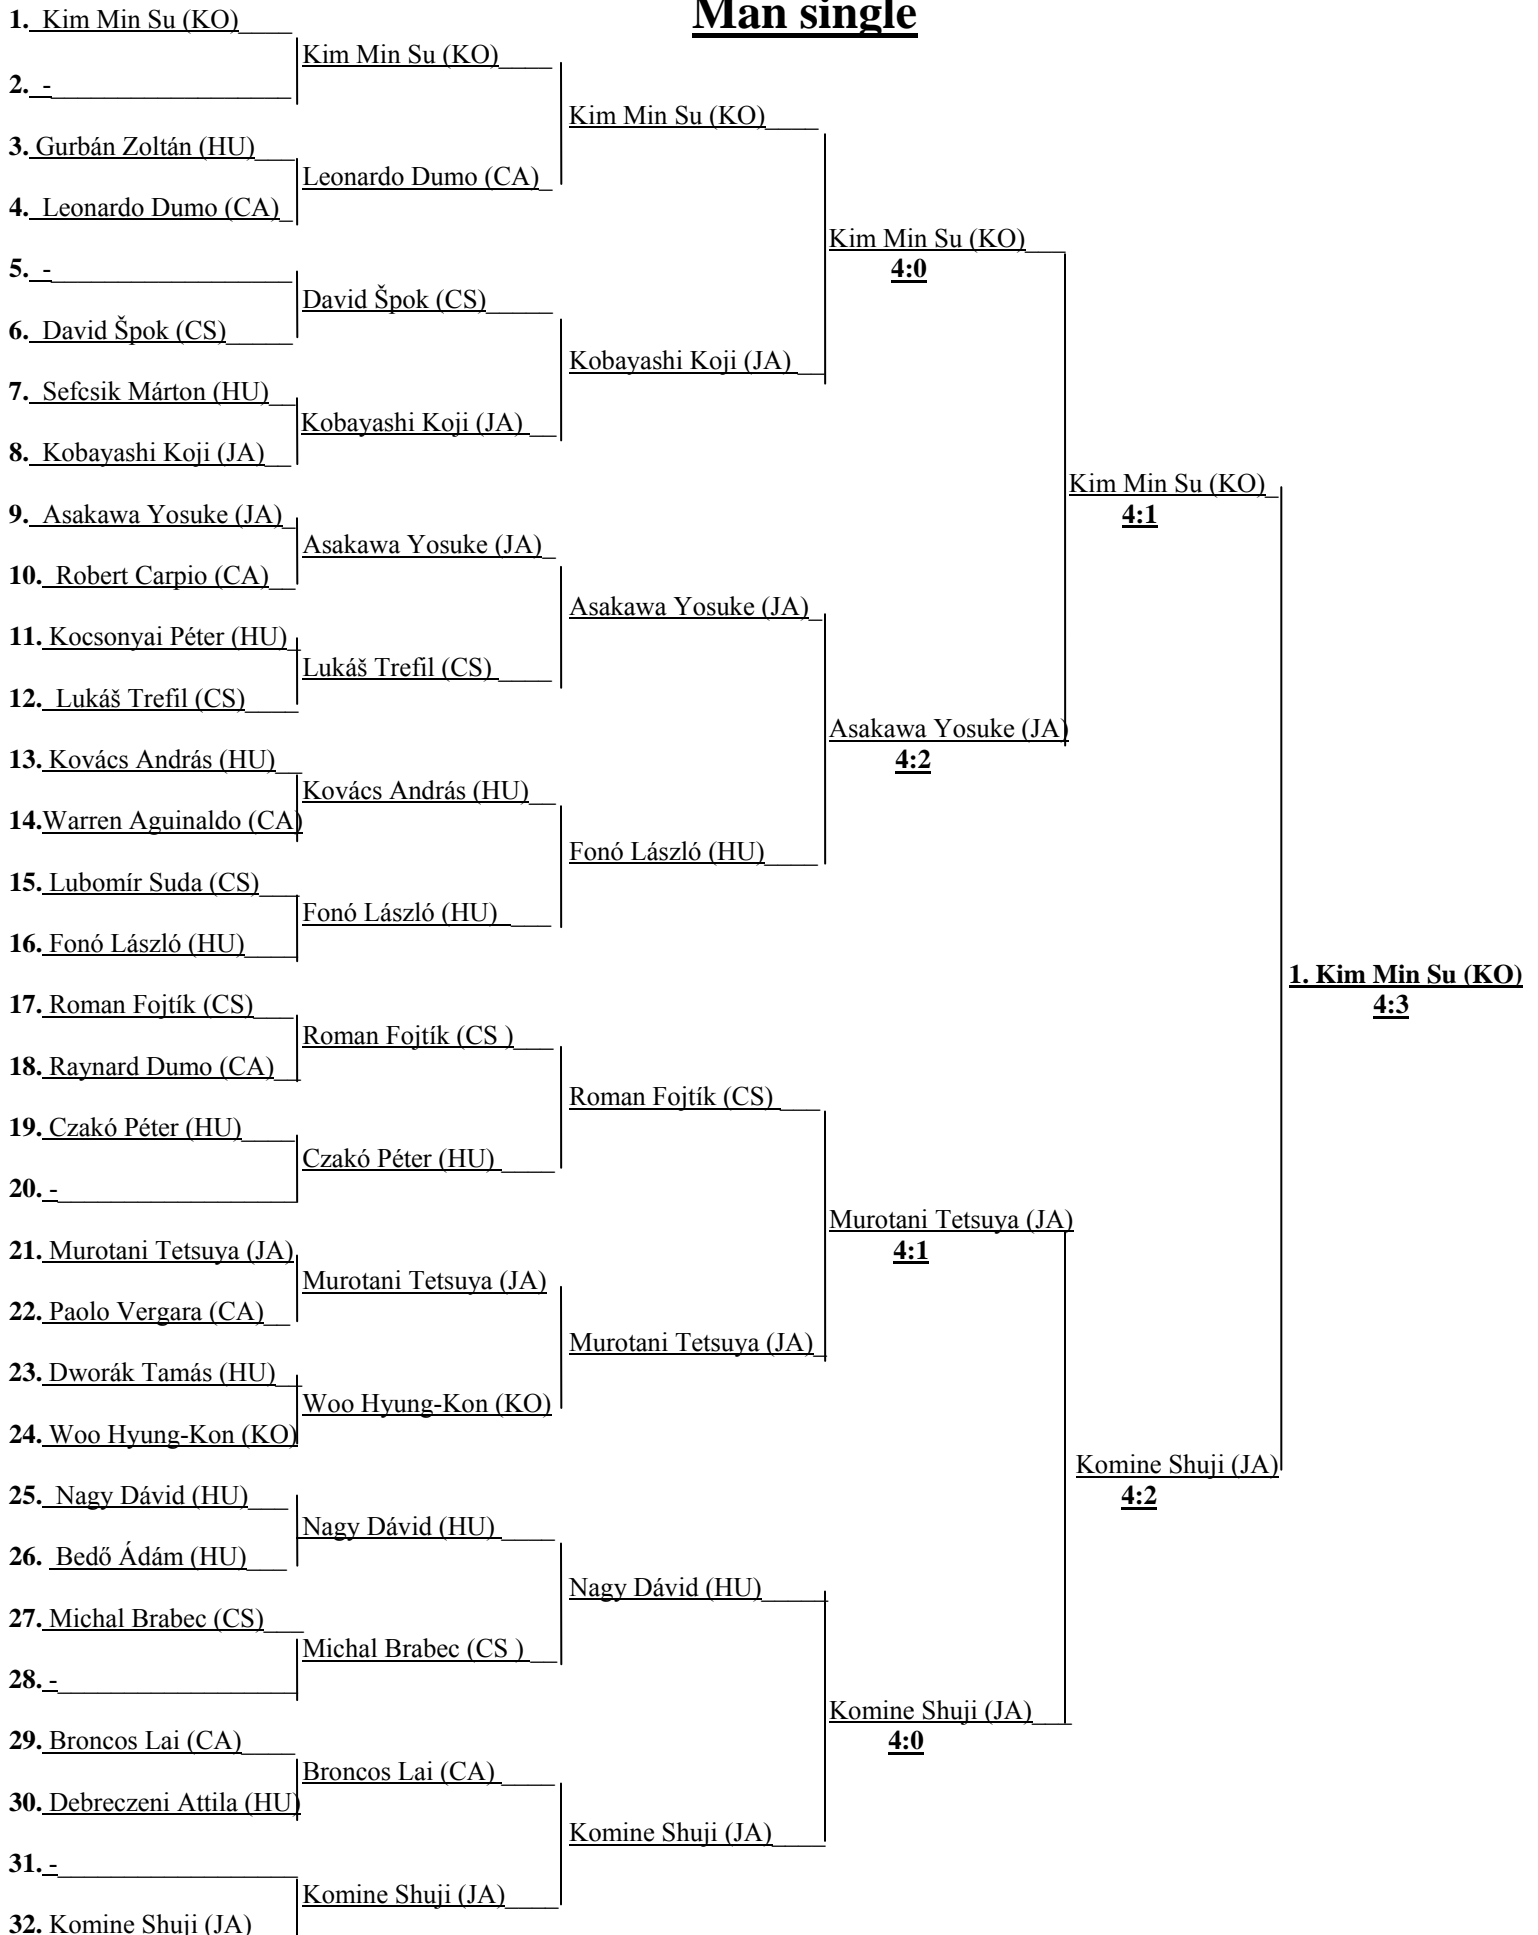 Man single
1. Kim Min Su (KO)
Kim Min Su (KO)
2. -
Kim Min Su (KO)
3. Gurbán Zoltán (HU)
Leonardo Dumo (CA)
4. Leonardo Dumo (CA)
Kim Min Su (KO)
4:0
5. -
David Špok (CS)
6. David Špok (CS)
Kobayashi Koji (JA)
7. Sefcsik Márton (HU)
Kobayashi Koji (JA)
8. Kobayashi Koji (JA)
Kim Min Su (KO)
4:1
9. Asakawa Yosuke (JA)
Asakawa Yosuke (JA)
10. Robert Carpio (CA)
Asakawa Yosuke (JA)
11. Kocsonyai Péter (HU)
Lukáš Trefil (CS)
12. Lukáš Trefil (CS)
Asakawa Yosuke (JA)
4:2
13. Kovács András (HU)
Kovács András (HU)
14.Warren Aguinaldo (CA)
Fonó László (HU)
15. Lubomír Suda (CS)
Fonó László (HU)
16. Fonó László (HU)
1. Kim Min Su (KO)
4:3
17. Roman Fojtík (CS)
Roman Fojtík (CS )
18. Raynard Dumo (CA)
Roman Fojtík (CS)
19. Czakó Péter (HU)
Czakó Péter (HU)
20. -
Murotani Tetsuya (JA)
4:1
21. Murotani Tetsuya (JA)
Murotani Tetsuya (JA)
22. Paolo Vergara (CA)
Murotani Tetsuya (JA)
23. Dworák Tamás (HU)
Woo Hyung-Kon (KO)
24. Woo Hyung-Kon (KO)
Komine Shuji (JA)
4:2
25. Nagy Dávid (HU)
Nagy Dávid (HU)
26. Bedő Ádám (HU)
Nagy Dávid (HU)
27. Michal Brabec (CS)
Michal Brabec (CS )
28. -
Komine Shuji (JA)
4:0
29. Broncos Lai (CA)
Broncos Lai (CA)
30. Debreczeni Attila (HU)
Komine Shuji (JA)
31. -
Komine Shuji (JA)
32. Komine Shuji (JA)